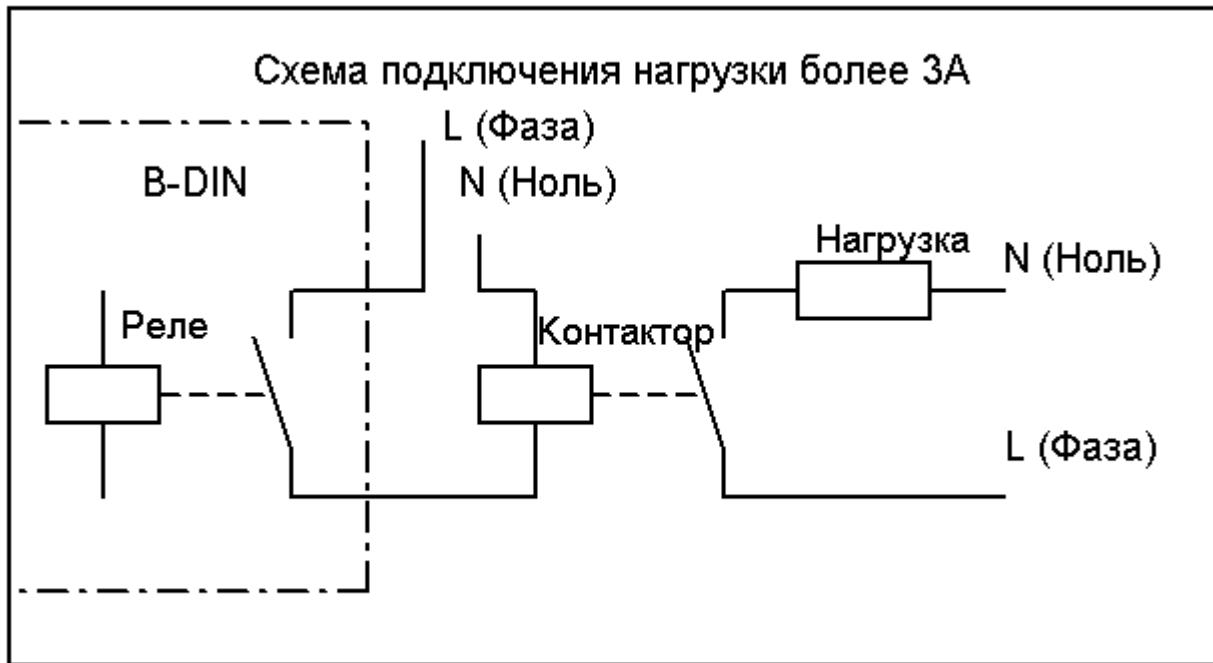 Схема подключения нагрузки более 3А
L (Фаза)
B-DIN
N (Ноль)
Нагрузка
N (Ноль)
Реле
Контактор
L (Фаза)